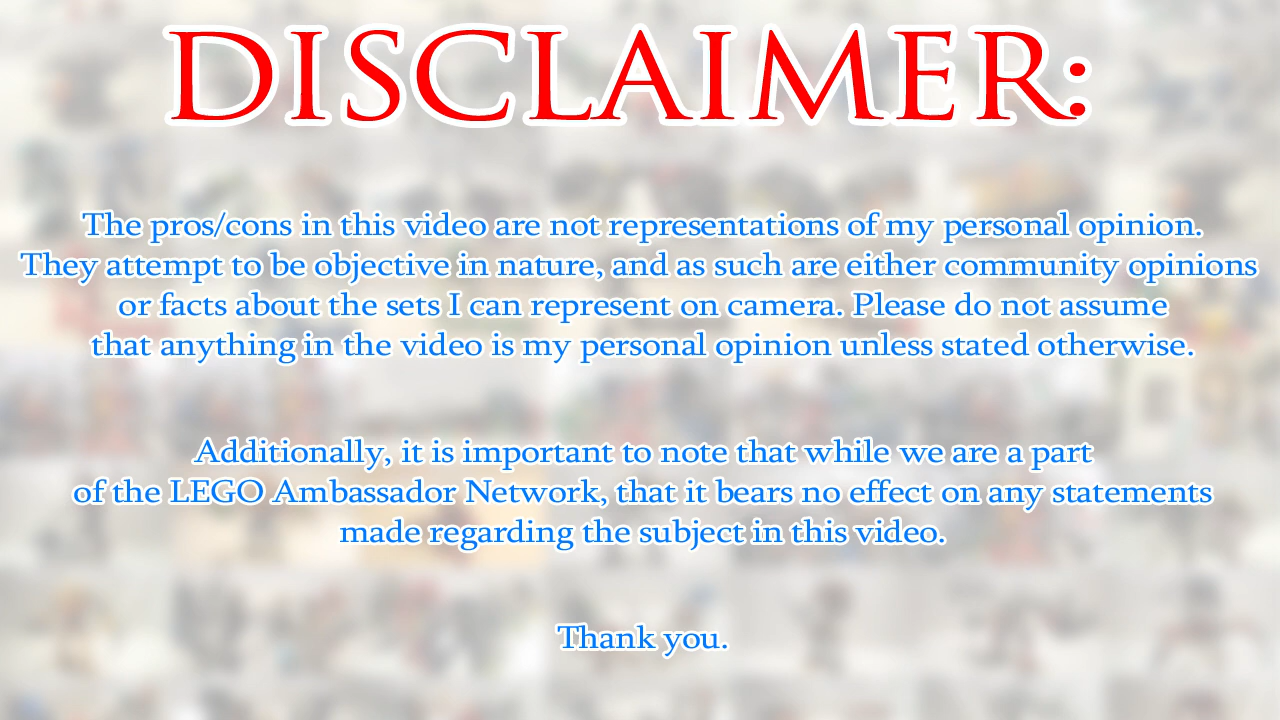 DISCLAIMER:
The pros/cons in this video are not representations of my personal opinion.
They attempt to be objective in nature, and as such are either community opinions
or facts about the sets I can represent on camera. Please do not assume
that anything in the video is my personal opinion unless stated otherwise.
Additionally, it is important to note that while we are a part
of the LEGO Ambassador Network, that it bears no effect on any statements
made regarding the subject in this video.
Thank you.